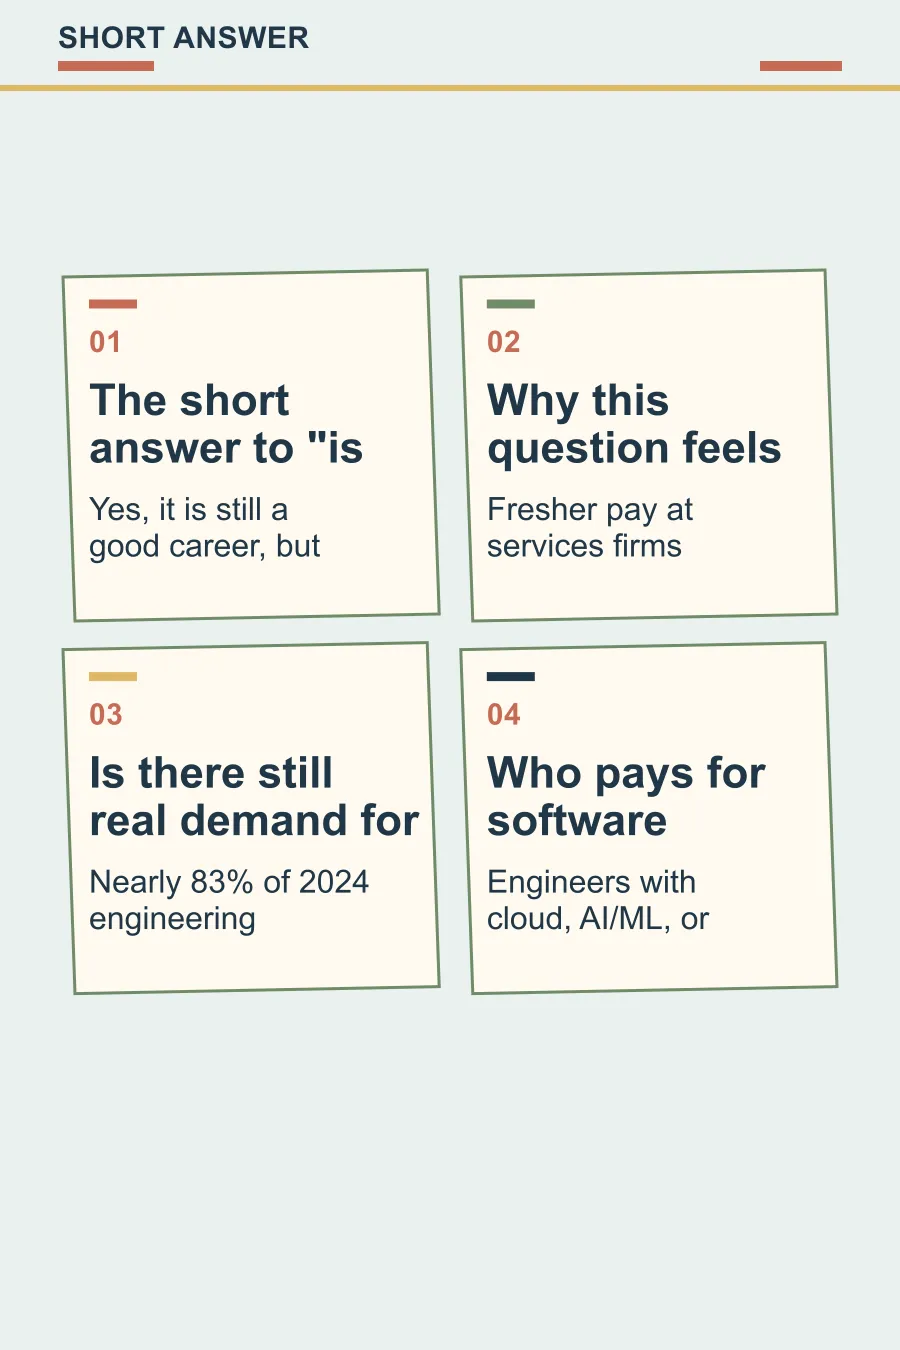 SHORT ANSWER
01
The short
answer to "is
Yes, it is still a
good career, but
02
Why this
question feels
Fresher pay at
services firms
03
Is there still
real demand for
Nearly 83% of 2024
engineering
04
Who pays for
software
Engineers with
cloud, AI/ML, or